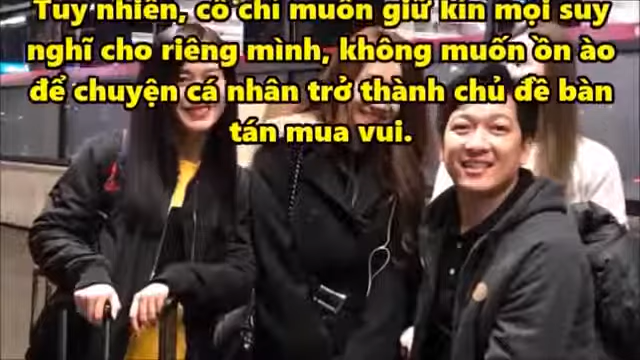 Tuy nhiên, cô chỉ muốn giữ kín mọi suy
nghĩ cho riêng mình, không muốn ồn ào
để chuyện cá nhân trở thành chủ đề bàn
tán mua vui.